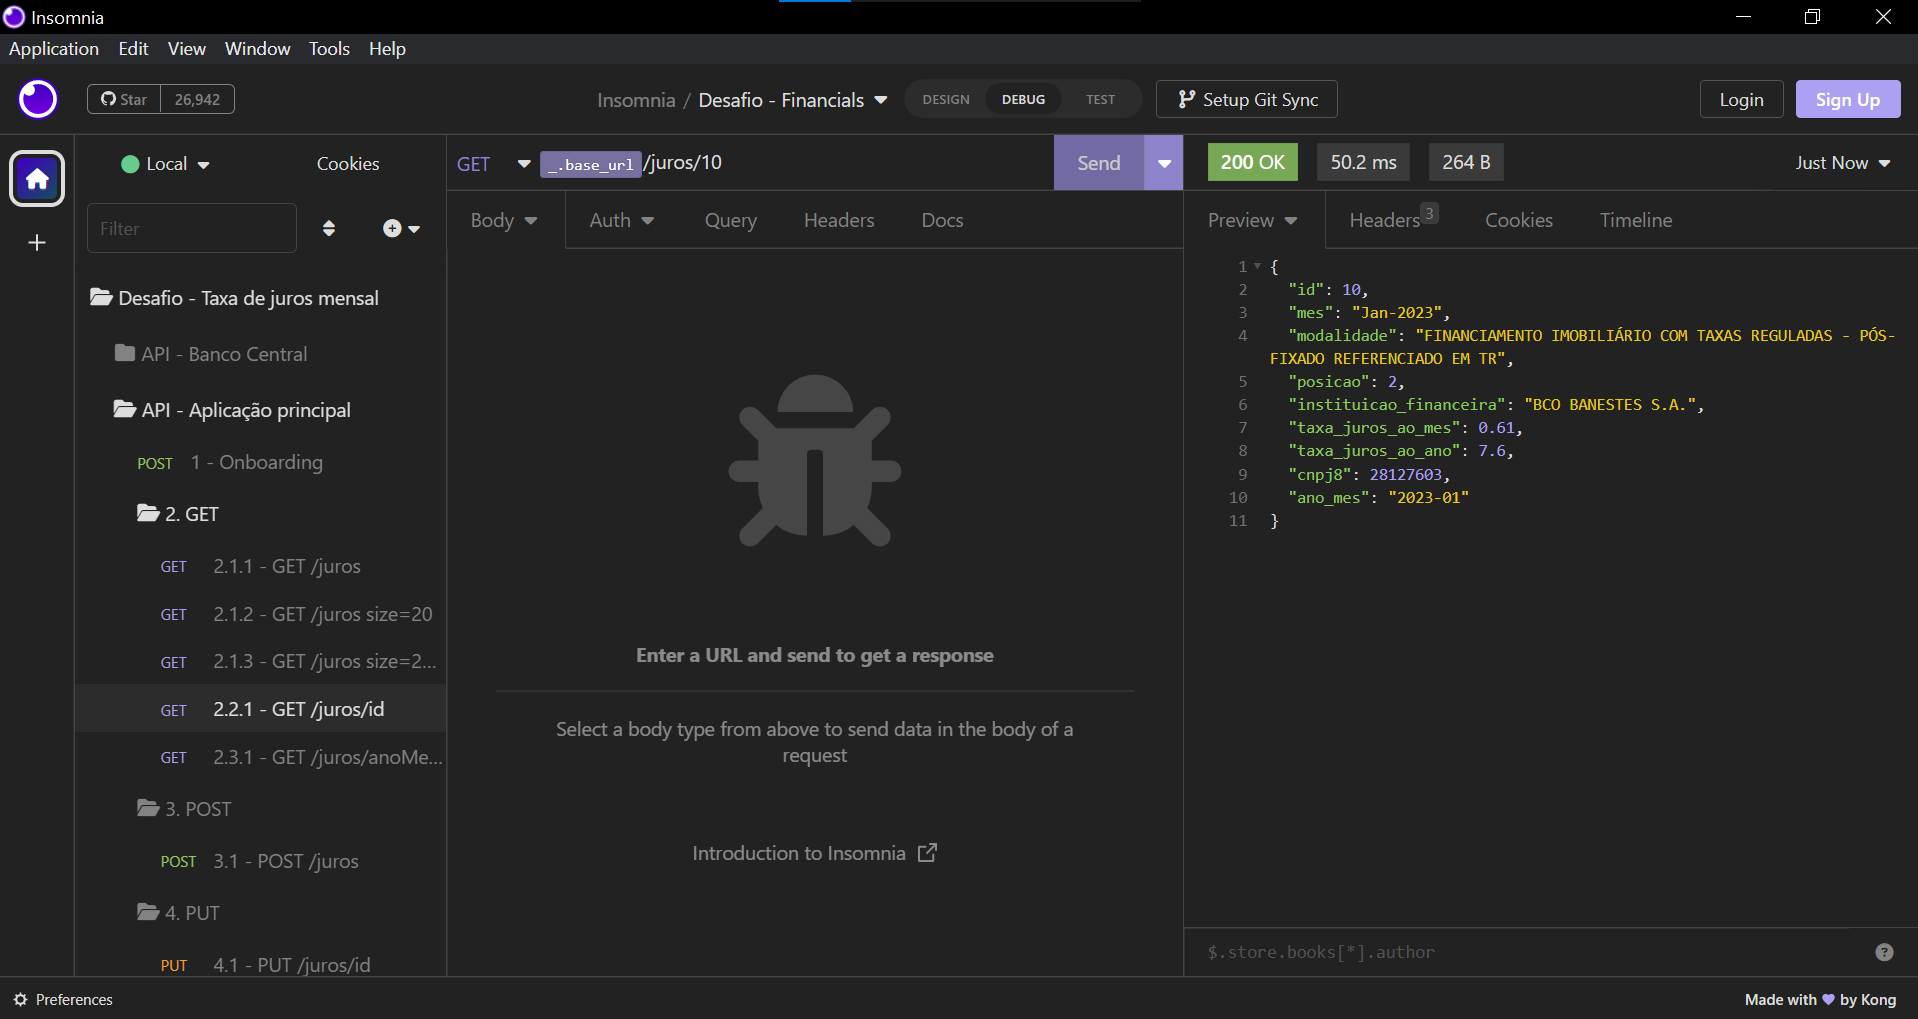 Insomnia
Application Edit View Window Tools Help
Star 26,942
Insomnia / Desafio - Financials
DESIGN DEBUG TEST
Setup Git Sync
Login
Sign Up
Local
Cookies
Filter
Desafio - Taxa de juros mensal
API - Banco Central
API - Aplicação principal
POST 1 - Onboarding
2. GET
GET 2.1.1 - GET /juros
GET 2.1.2 - GET /juros size=20
GET 2.1.3 - GET /juros size=2...
GET 2.2.1 - GET /juros/id
GET 2.3.1 - GET /juros/anoMe...
3. POST
POST 3.1 - POST /juros
4. PUT
PUT 4.1 - PUT /juros/id
GET _.base_url /juros/10
Send
Body Auth Query Headers Docs
Enter a URL and send to get a response
Select a body type from above to send data in the body of a
request
Introduction to Insomnia
200 OK 50.2 ms 264 B Just Now
Preview Headers 3 Cookies Timeline
1 {
2 "id": 10,
3 "mes": "Jan-2023",
4 "modalidade": "FINANCIAMENTO IMOBILIÁRIO COM TAXAS REGULADAS - PÓS-
FIXADO REFERENCIADO EM TR",
5 "posicao": 2,
6 "instituicao_financeira": "BCO BANESTES S.A.",
7 "taxa_juros_ao_mes": 0.61,
8 "taxa_juros_ao_ano": 7.6,
9 "cnpj8": 28127603,
10 "ano_mes": "2023-01"
11 }
$.store.books[*].author
?
Preferences
Made with 💜 by Kong